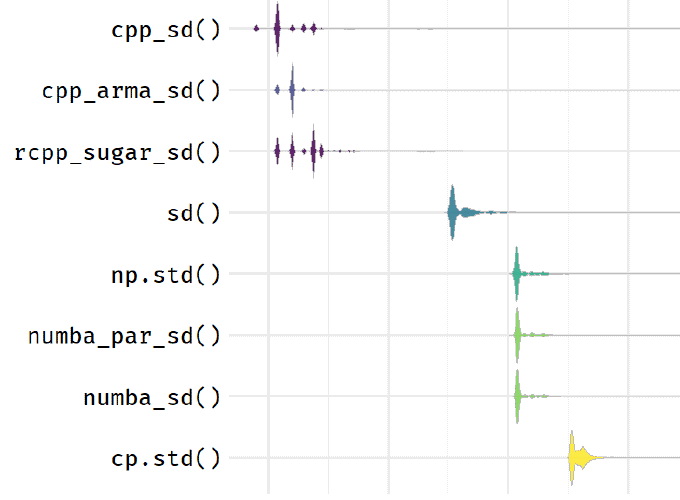 cpp_sd()
cpp_arma_sd()
rcpp_sugar_sd()
sd()
np.std()
numba_par_sd()
numba_sd()
cp.std()